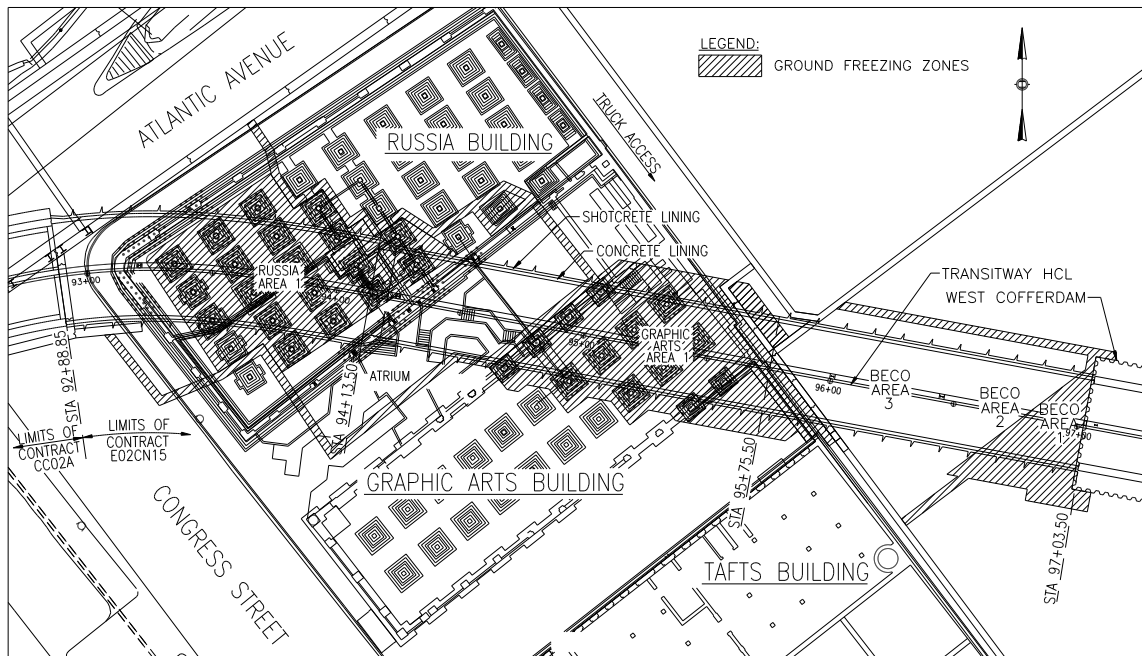 LEGEND:
GROUND FREEZING ZONES
ATLANTIC AVENUE
RUSSIA BUILDING
TRUCK ACCESS
SHOTCRETE LINING
CONCRETE LINING
TRANSITWAY HCL
WEST COFFERDAM
93+00
RUSSIA
AREA 1
94+00
95+00
GRAPHIC
ARTS
AREA 1
96+00
BECO
AREA
3
BECO
AREA
2
BECO
AREA
1
97+00
ATRIUM
STA 92+88.85
STA 94+13.50
STA 95+75.50
STA 97+03.50
LIMITS OF
CONTRACT
CC02A
LIMITS OF
CONTRACT
E02CN15
GRAPHIC ARTS BUILDING
CONGRESS STREET
TAFTS BUILDING